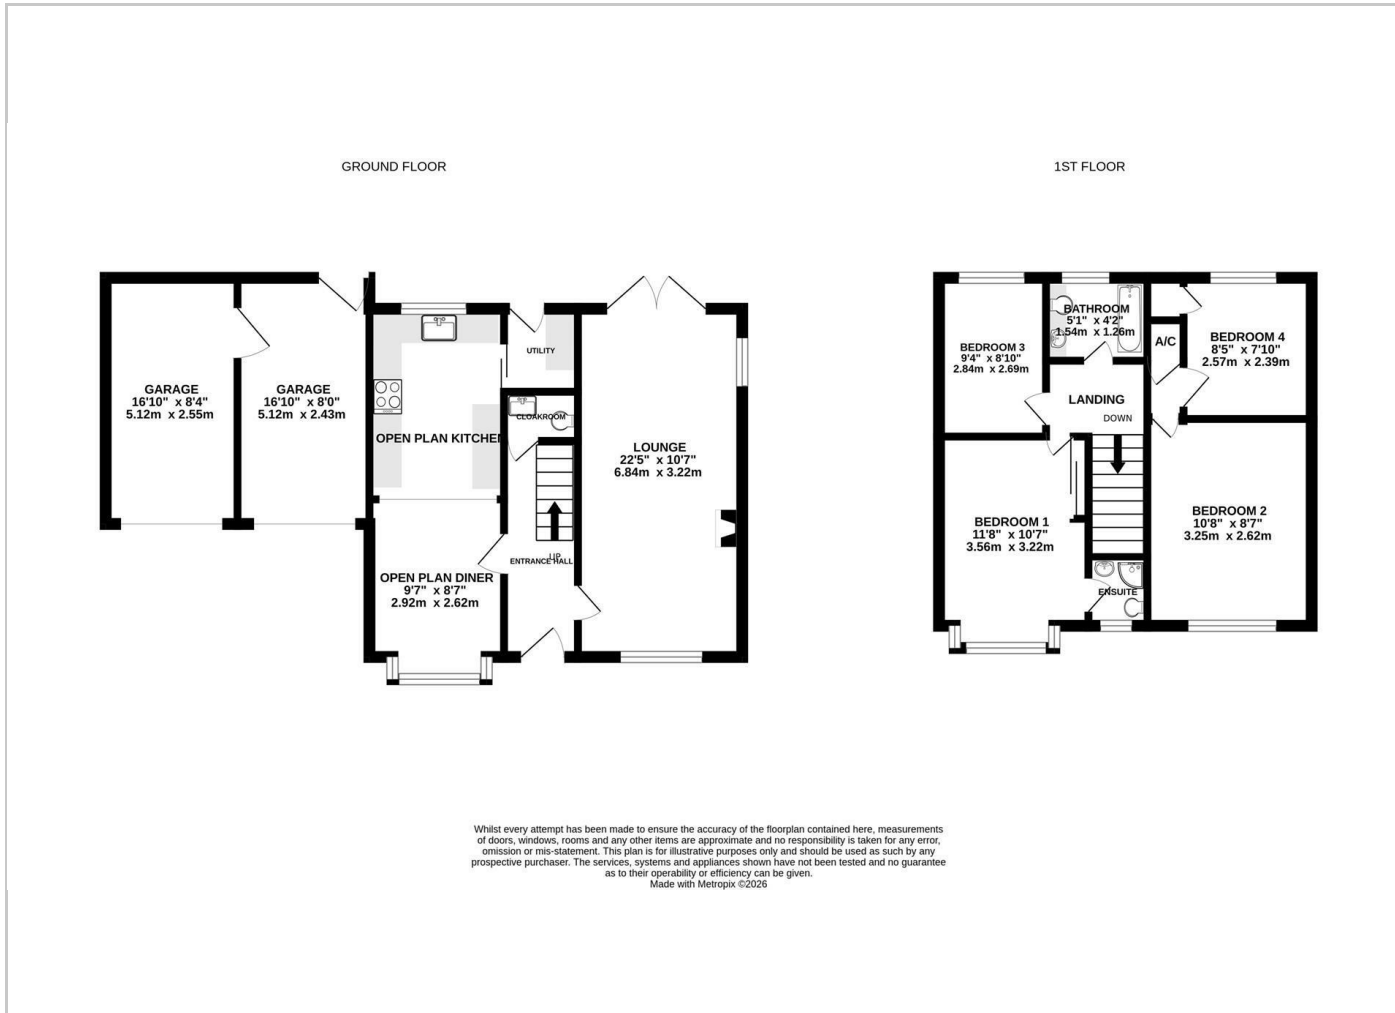 GROUND FLOOR
GARAGE
16'10" x 8'4"
5.12m x 2.55m
GARAGE
16'10" x 8'0"
5.12m x 2.43m
OPEN PLAN KITCHEN
UTILITY
CLOAKROOM
LOUNGE
22'5" x 10'7"
6.84m x 3.22m
UP
ENTRANCE HALL
OPEN PLAN DINER
9'7" x 8'7"
2.92m x 2.62m
1ST FLOOR
BEDROOM 3
9'4" x 8'10"
2.84m x 2.69m
BATHROOM
5'1" x 4'2"
1.54m x 1.26m
A/C
BEDROOM 4
8'5" x 7'10"
2.57m x 2.39m
LANDING
DOWN
BEDROOM 1
11'8" x 10'7"
3.56m x 3.22m
BEDROOM 2
10'8" x 8'7"
3.25m x 2.62m
ENSUITE
Whilst every attempt has been made to ensure the accuracy of the floorplan contained here, measurements
of doors, windows, rooms and any other items are approximate and no responsibility is taken for any error,
omission or mis-statement. This plan is for illustrative purposes only and should be used as such by any
prospective purchaser. The services, systems and appliances shown have not been tested and no guarantee
as to their operability or efficiency can be given.
Made with Metropix ©2026